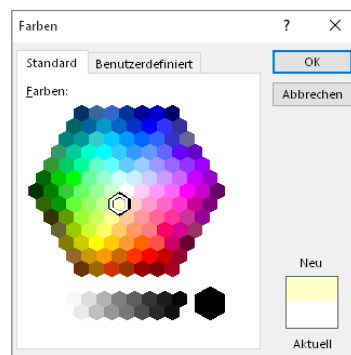 Farben
Standard
Benutzerdefiniert
Farben:
OK
Abbrechen
Neu
Aktuell